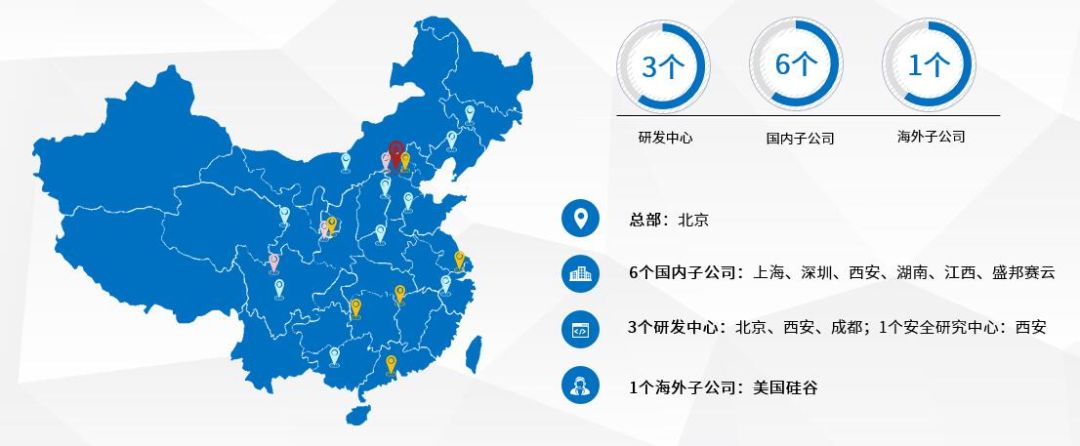 3个
6个
1个
研发中心
国内子公司
海外子公司
总部：北京
6个国内子公司：上海、深圳、西安、湖南、江西、盛邦赛云
3个研发中心：北京、西安、成都；1个安全研究中心：西安
1个海外子公司：美国硅谷